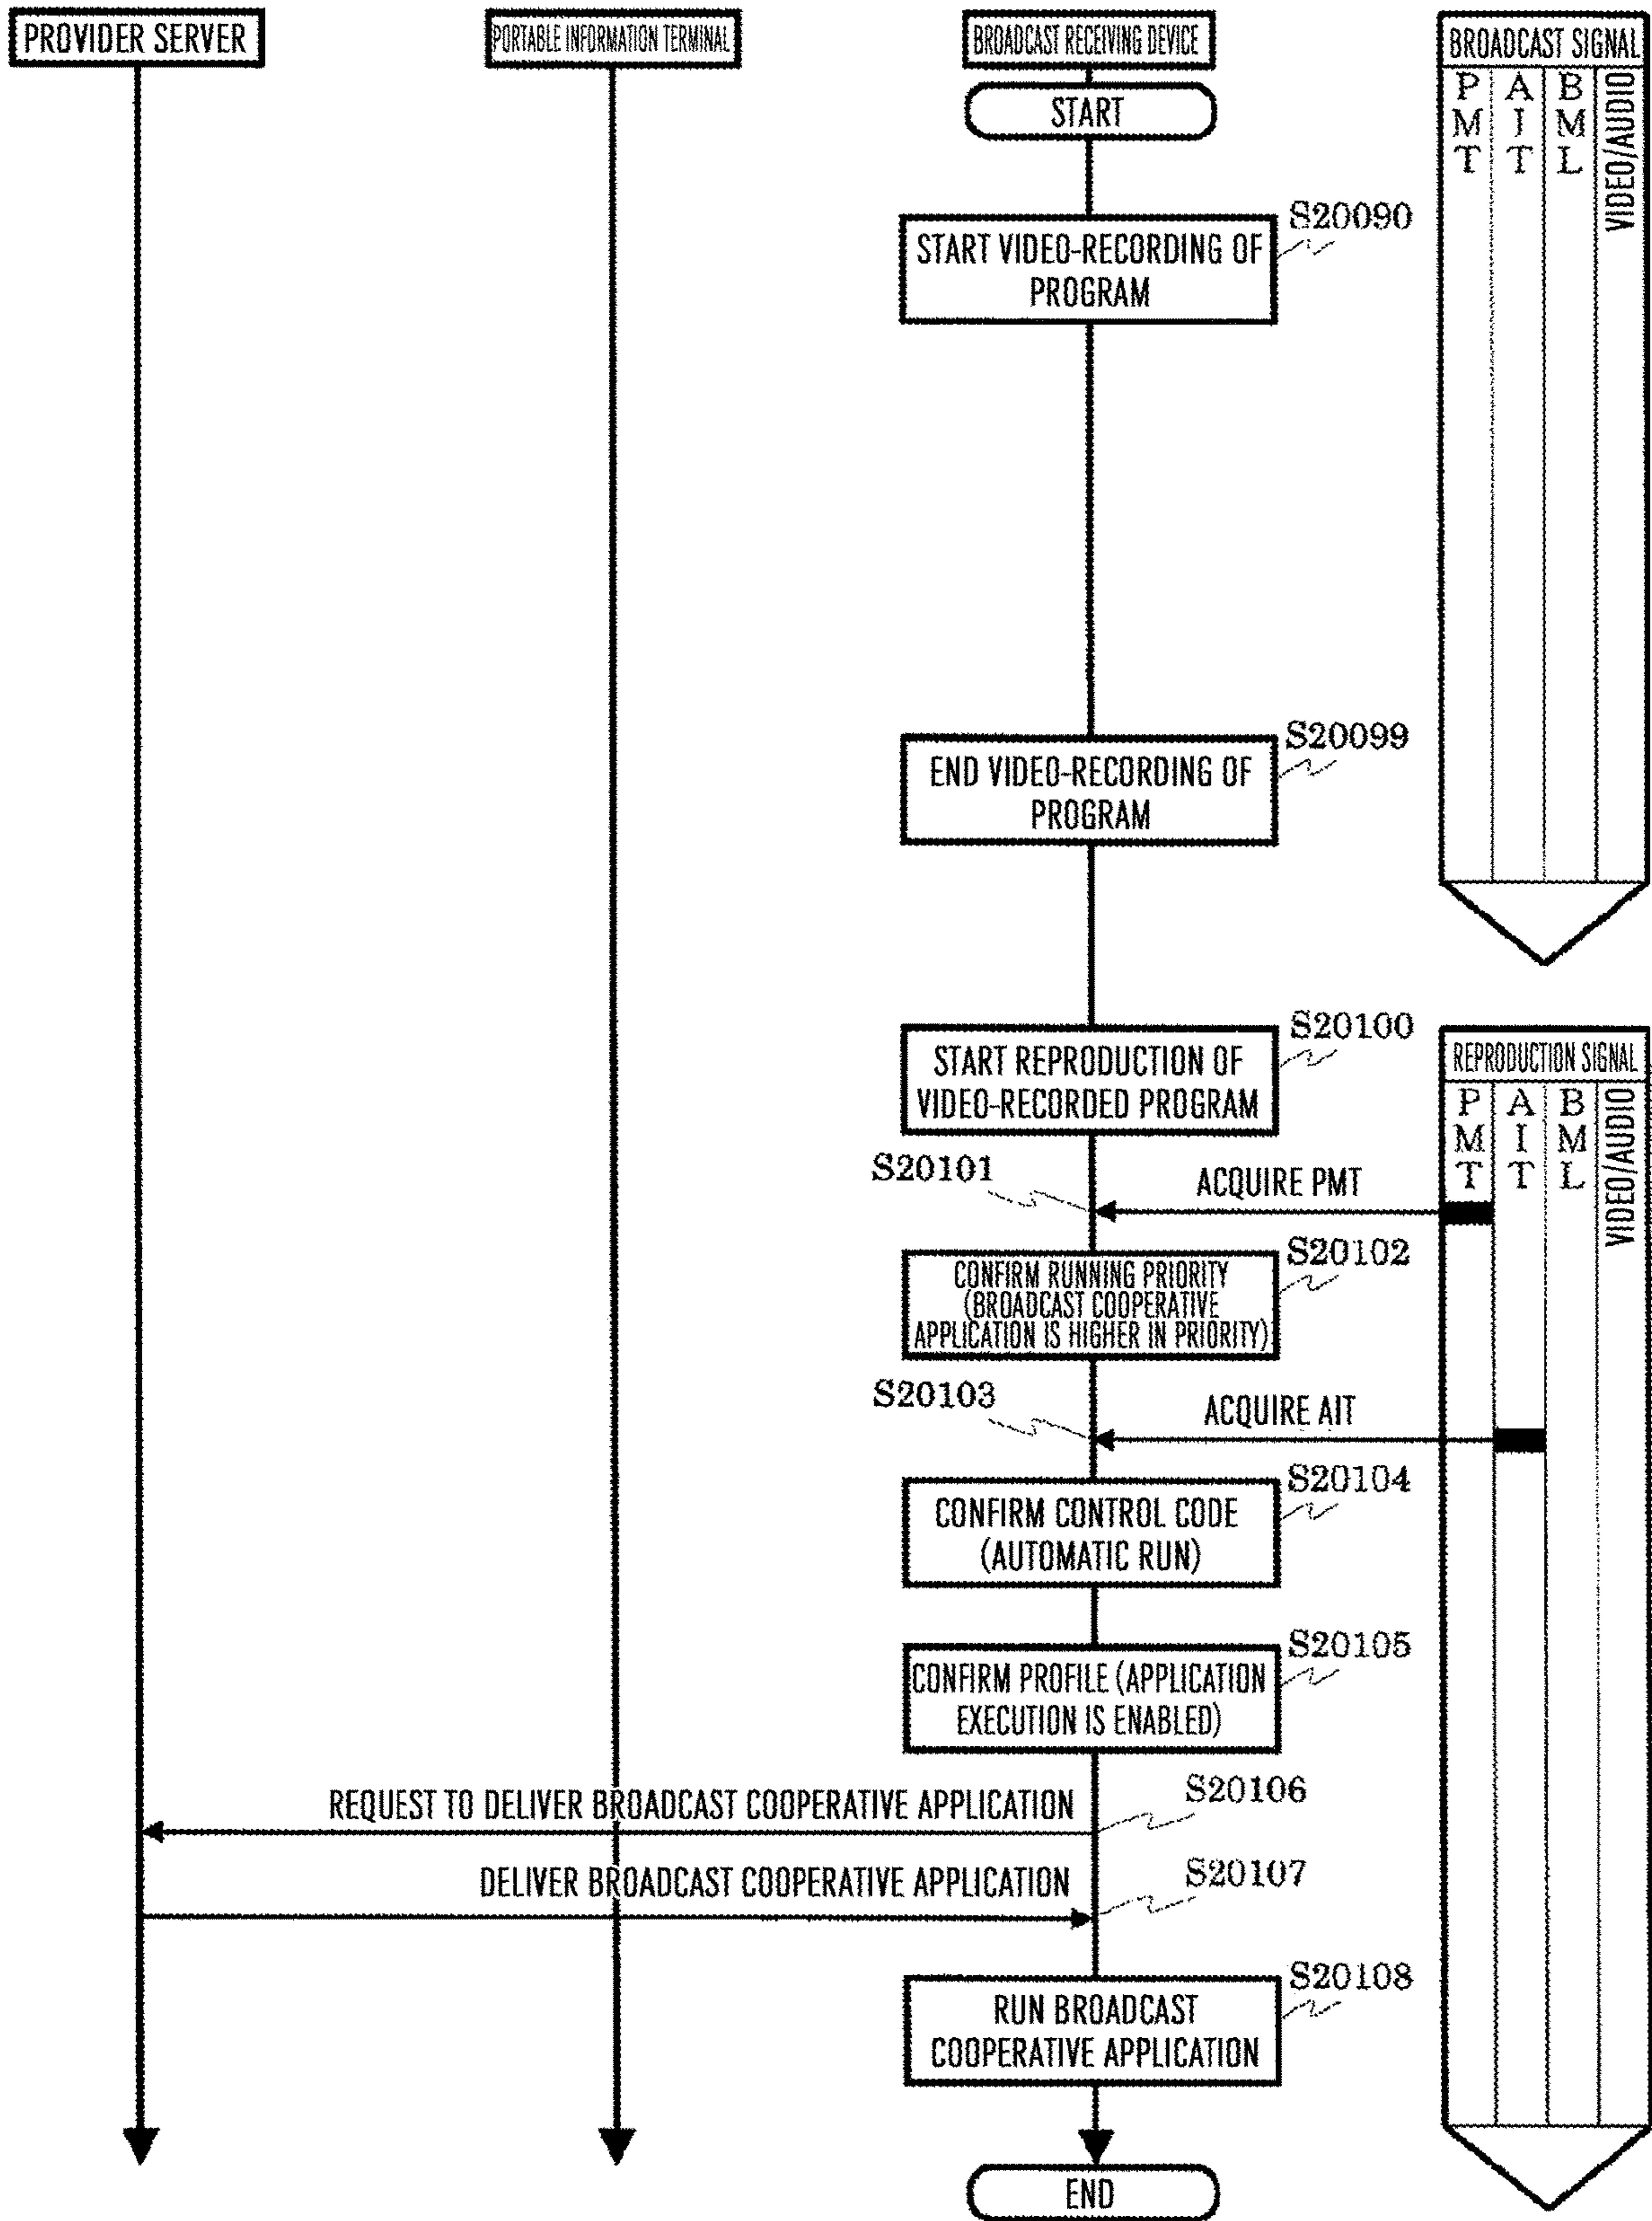 PROVIDER SERVER
PORTABLE INFORMATION TERMINAL
BROADCAST RECEIVING DEVICE
BROADCAST SIGNAL
PMT
AIT
BML
VIDEO/AUDIO
START
S20090
START VIDEO-RECORDING OF
PROGRAM
S20099
END VIDEO-RECORDING OF
PROGRAM
S20100
START REPRODUCTION OF
VIDEO-RECORDED PROGRAM
REPRODUCTION SIGNAL
PMT
AIT
BML
VIDEO/AUDIO
S20101
ACQUIRE PMT
S20102
CONFIRM RUNNING PRIORITY
(BROADCAST COOPERATIVE
APPLICATION IS HIGHER IN PRIORITY)
S20103
ACQUIRE AIT
S20104
CONFIRM CONTROL CODE
(AUTOMATIC RUN)
S20105
CONFIRM PROFILE (APPLICATION
EXECUTION IS ENABLED)
REQUEST TO DELIVER BROADCAST COOPERATIVE APPLICATION
S20106
DELIVER BROADCAST COOPERATIVE APPLICATION
S20107
S20108
RUN BROADCAST
COOPERATIVE APPLICATION
END